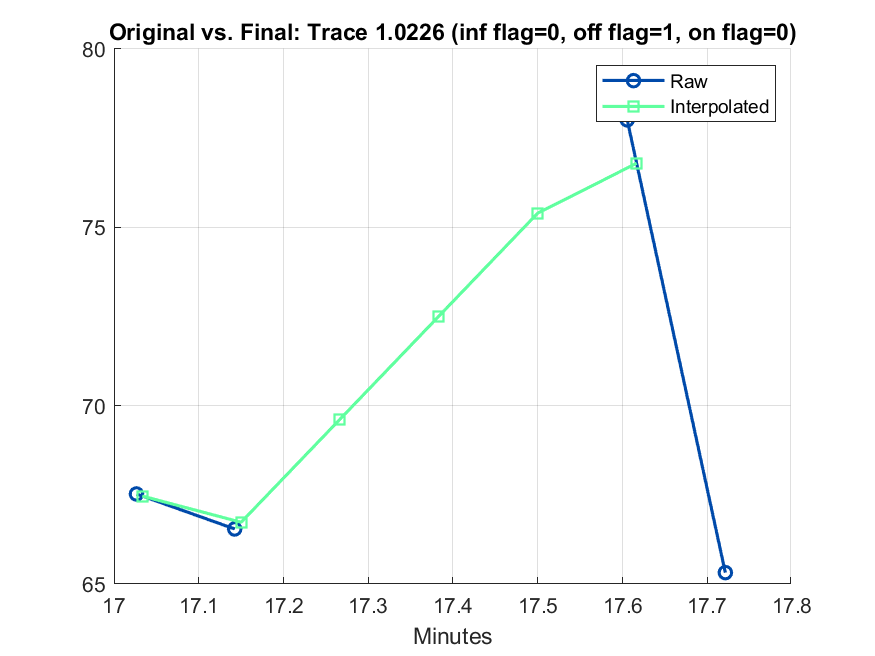 Original vs. Final: Trace 1.0226 (inf flag=0, off flag=1, on flag=0)
80
Raw
Interpolated
75
70
65
17 17.1 17.2 17.3 17.4 17.5 17.6 17.7 17.8
Minutes